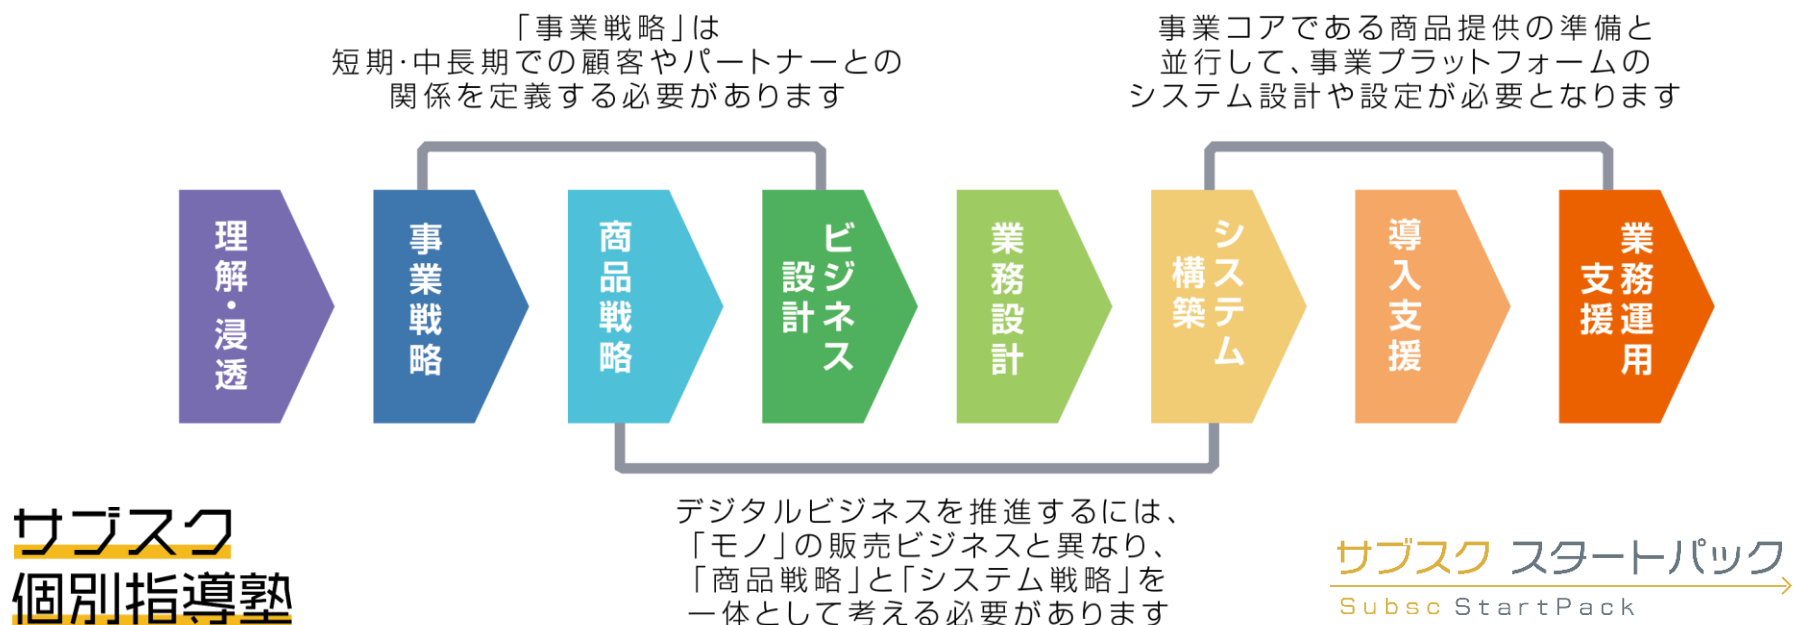 「事業戦略」は
短期・中長期での顧客やパートナーとの
関係を定義する必要があります
事業コアである商品提供の準備と
並行して、事業プラットフォームの
システム設計や設定が必要となります
理解・浸透
事業戦略
商品戦略
ビジネス
設計
業務設計
システム
構築
導入支援
業務運用
支援
デジタルビジネスを推進するには、
「モノ」の販売ビジネスと異なり、
「商品戦略」と「システム戦略」を
一体として考える必要があります
サブスク
個別指導塾
サブスク スタートパック
Subsc StartPack